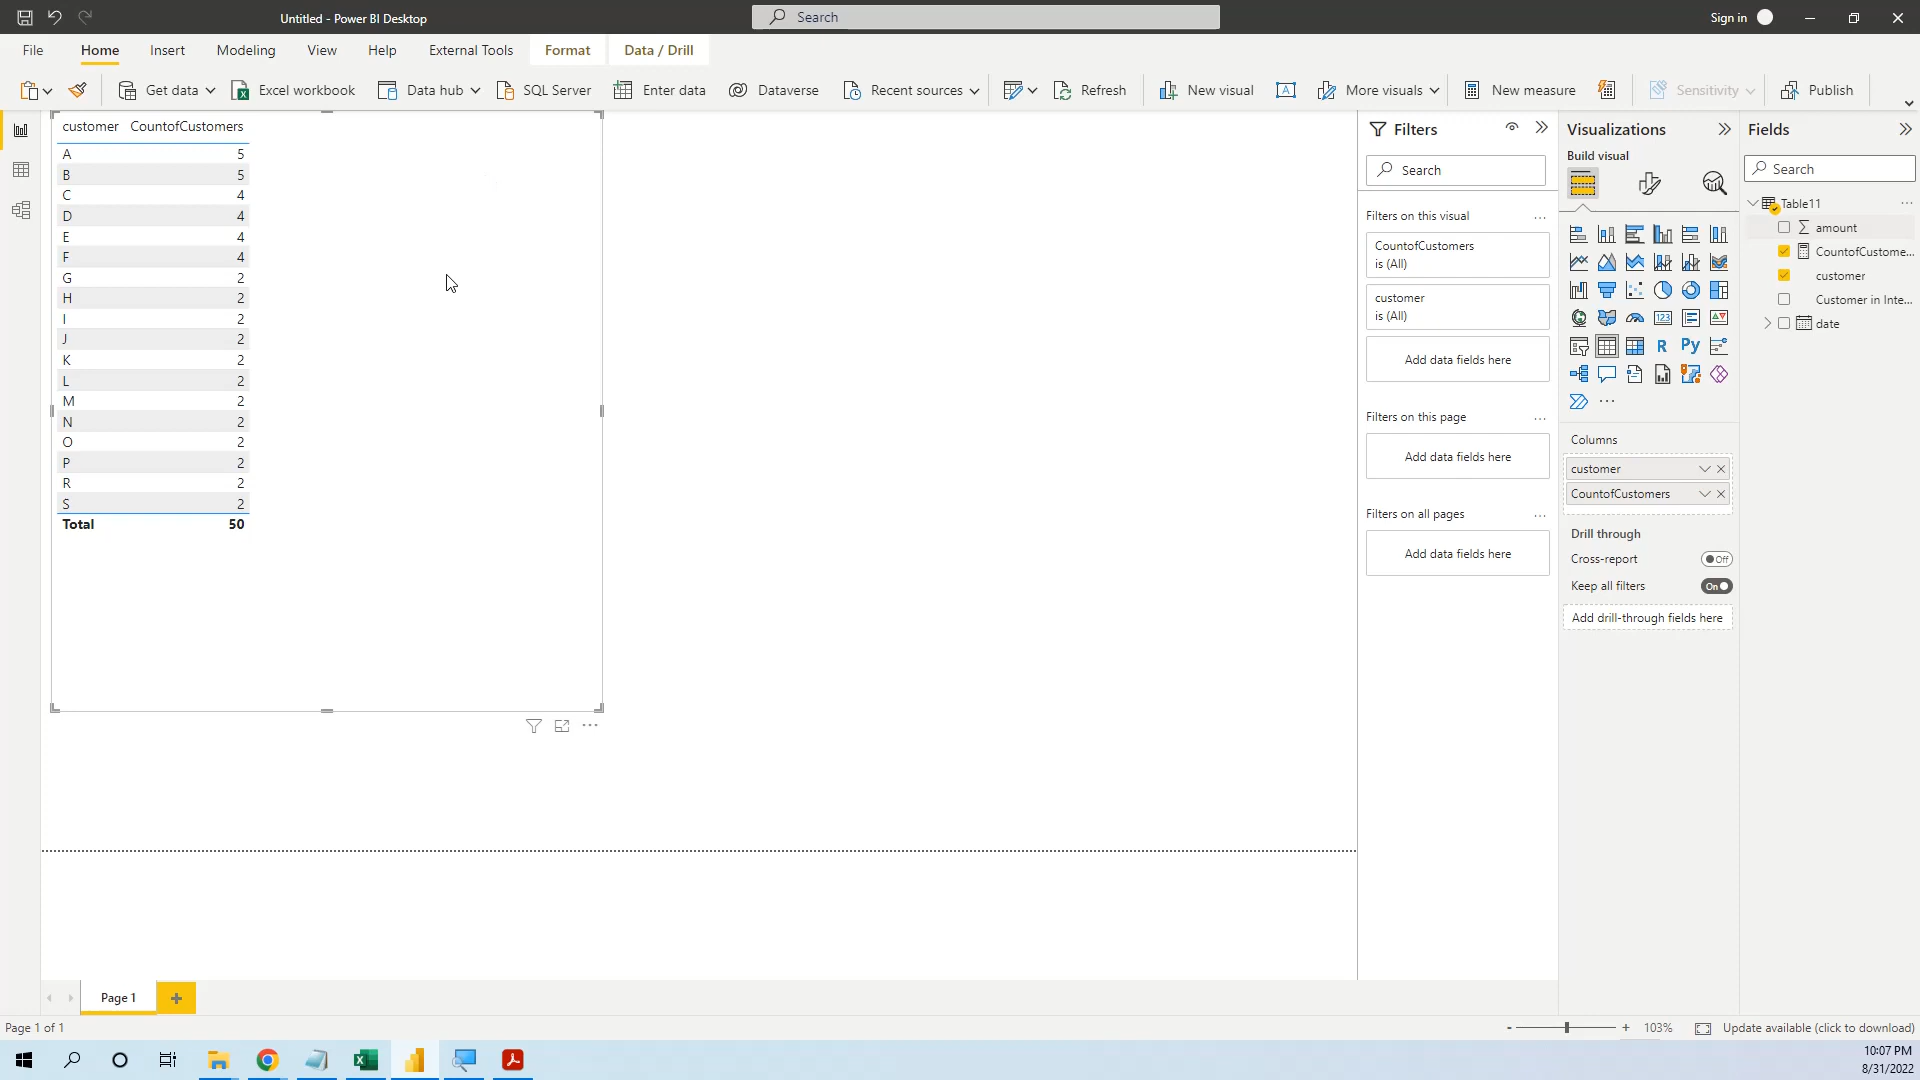 Untitled - Power BI Desktop
Search
Sign in
File Home Insert Modeling View Help External Tools Format Data / Drill
Get data Excel workbook Data hub SQL Server Enter data Dataverse Recent sources Refresh New visual More visuals New measure Sensitivity Publish
customer CountofCustomers
A 5
B 5
C 4
D 4
E 4
F 4
G 2
H 2
I 2
J 2
K 2
L 2
M 2
N 2
O 2
P 2
R 2
S 2
Total 50
Filters
Search
Filters on this visual
CountofCustomers
is (All)
customer
is (All)
Add data fields here
Filters on this page
Add data fields here
Filters on all pages
Add data fields here
Visualizations
Build visual
123
R Py
Columns
customer
CountofCustomers
Drill through
Cross-report Off
Keep all filters On
Add drill-through fields here
Fields
Search
Table11
amount
CountofCustome...
customer
Customer in Inte...
date
Page 1
Page 1 of 1
- + 103% Update available (click to download)
10:07 PM
8/31/2022